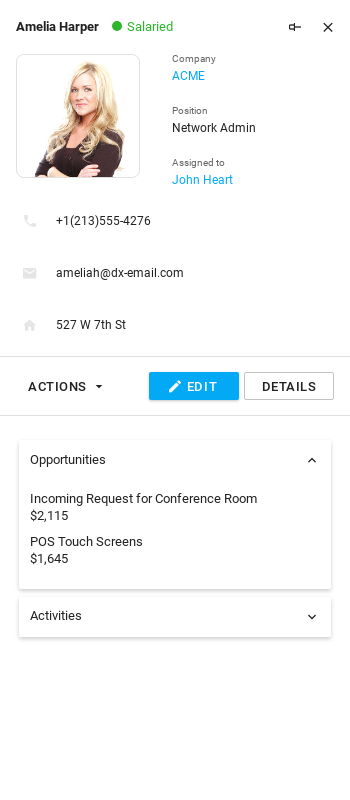 Amelia Harper Salaried
Company
ACME
Position
Network Admin
Assigned to
John Heart
+1(213)555-4276
ameliah@dx-email.com
527 W 7th St
ACTIONS EDIT DETAILS
Opportunities
Incoming Request for Conference Room
$2,115
POS Touch Screens
$1,645
Activities